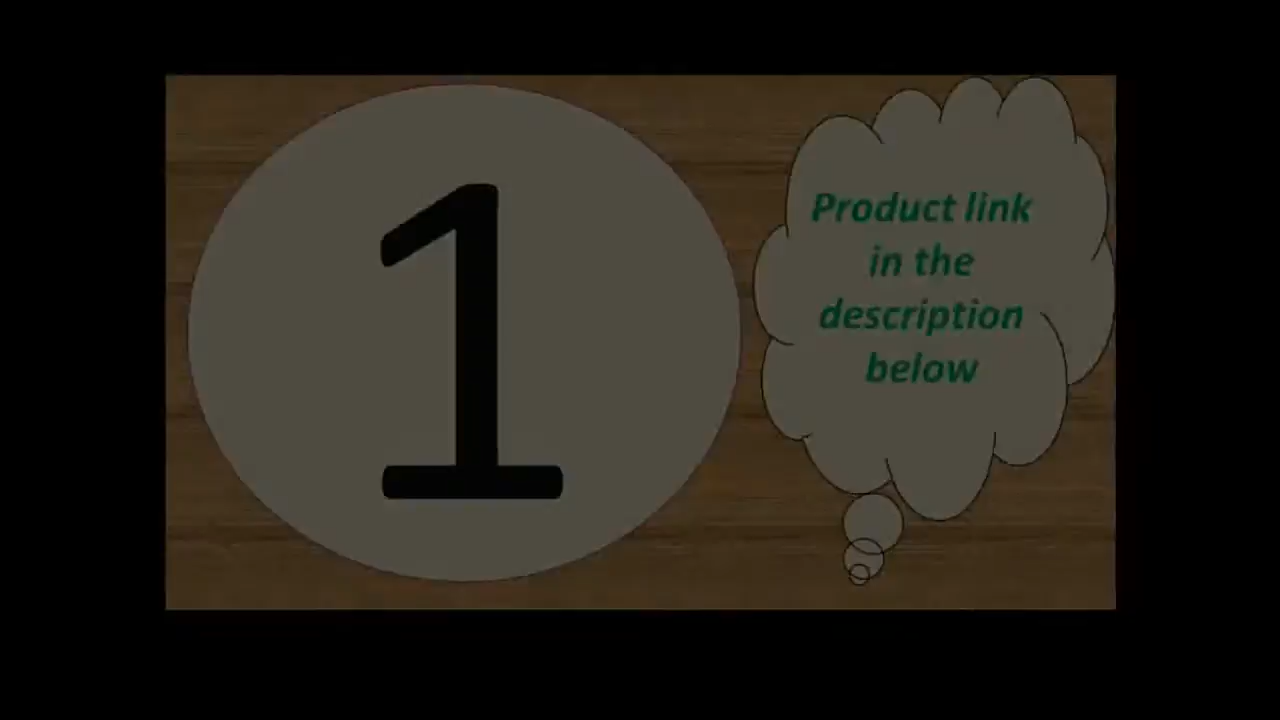 1
Product link
in the
description
below